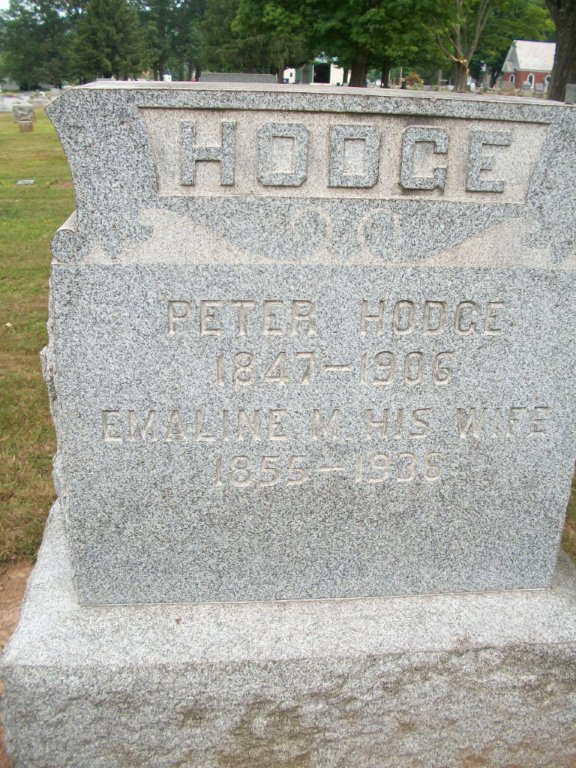 HODGE
PETER HODGE
1847-1906
EMALINE M. HIS WIFE
1855-1936